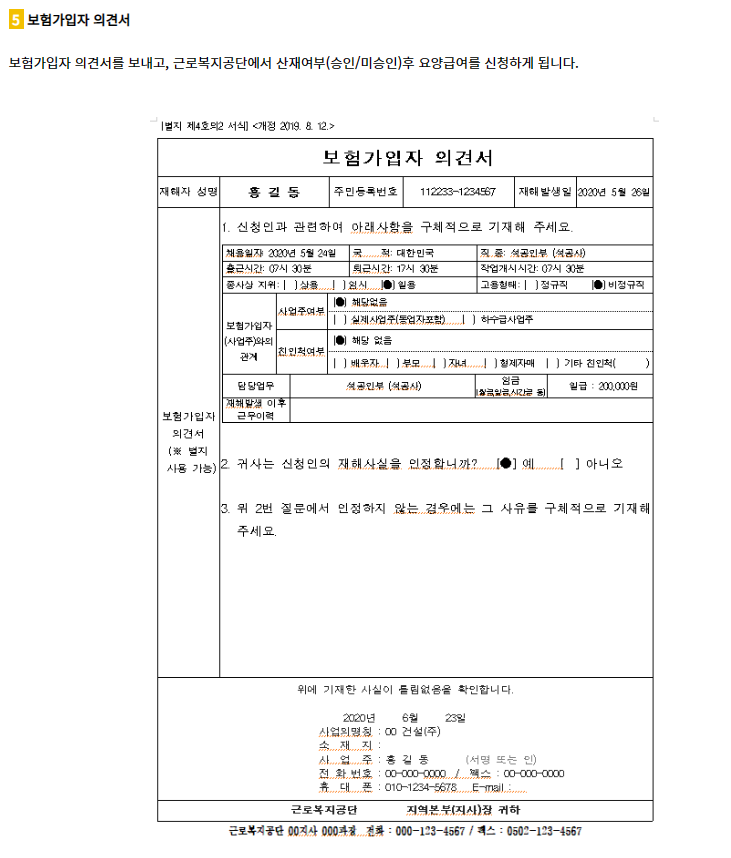 5 보험가입자 의견서
보험가입자 의견서를 보내고, 근로복지공단에서 산재여부(승인/미승인)후 요양급여를 신청하게 됩니다.
[별지 제4호의2 서식] <개정 2019. 8. 12.>
보험가입자 의견서
재해자 성명 홍 길 동 주민등록번호 112233-1234567 재해발생일 2020년 5월 26일
1. 신청인과 관련하여 아래사항을 구체적으로 기재해 주세요.
채용일자: 2020년 5월 24일 국 적: 대한민국 직 종: 석공인부 (석공사)
출근시간: 07시 30분 퇴근시간: 17시 30분 작업개시시간: 07시 30분
종사상 지위: [ ] 상용 [ ] 임시 [●] 일용 고용형태: [ ] 정규직 [●] 비정규직
보험가입자
(사업주)와의
관계
사업주여부
[●] 해당없음
[ ] 실제사업주(동업자포함) [ ] 하수급사업주
친인척여부
[●] 해당 없음
[ ] 배우자 [ ] 부모 [ ] 자녀 [ ] 형제자매 [ ] 기타 친인척( )
담당업무 석공인부 (석공사) 임금
(월급,일급,시간급 등) 일급 : 200,000원
재해발생 이후
근무이력
보험가입자
의견서
(※ 별지
사용 가능)
2. 귀사는 신청인의 재해사실을 인정합니까? [●] 예 [ ] 아니오
3. 위 2번 질문에서 인정하지 않는 경우에는 그 사유를 구체적으로 기재해
주세요.
위에 기재한 사실이 틀림없음을 확인합니다.
2020년 6월 23일
사업의명칭 : 00 건설(주)
소 재 지 :
사 업 주 : 홍 길 동 (서명 또는 인)
전 화 번 호 : 00-000-0000 / 팩스 : 00-000-0000
휴 대 폰 : 010-1234-5678 E-mail :
근로복지공단 지역본부(지사)장 귀하
근로복지공단 00지사 000과장 전화 : 000-123-4567 / 팩스 : 0502-123-4567